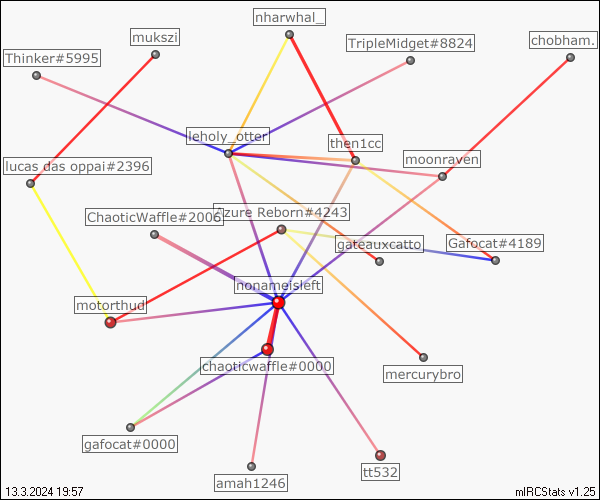 nharwhal_
mukszi
TripleMidget#8824
chobham.
Thinker#5995
leholy_otter
then1cc
moonraven
lucas das oppai#2396
ChaoticWaffle#2006
Azure Reborn#4243
gateauxcatto
Gafocat#4189
nonameisleft
motorthud
chaoticwaffle#0000
mercurybro
gafocat#0000
amah1246
tt532
13.3.2024 19:57
mIRCStats v1.25